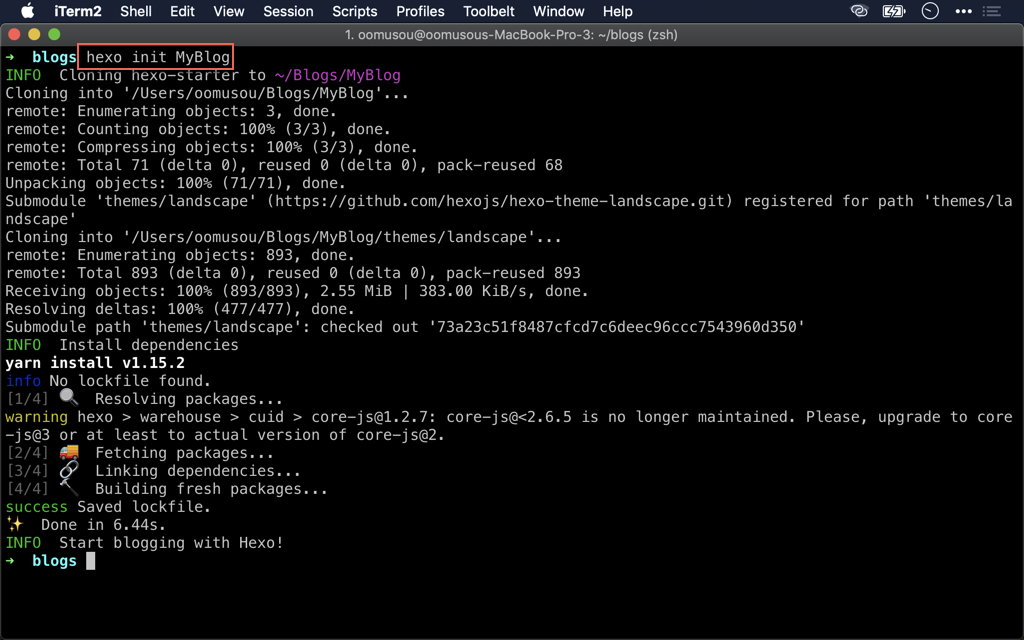 iTerm2 Shell Edit View Session Scripts Profiles Toolbelt Window Help
1. oomusou@oomusous-MacBook-Pro-3: ~/blogs (zsh)
➜ blogs hexo init MyBlog
INFO Cloning hexo-starter to ~/Blogs/MyBlog
Cloning into '/Users/oomusou/Blogs/MyBlog'...
remote: Enumerating objects: 3, done.
remote: Counting objects: 100% (3/3), done.
remote: Compressing objects: 100% (3/3), done.
remote: Total 71 (delta 0), reused 0 (delta 0), pack-reused 68
Unpacking objects: 100% (71/71), done.
Submodule 'themes/landscape' (https://github.com/hexojs/hexo-theme-landscape.git) registered for path 'themes/la
ndscape'
Cloning into '/Users/oomusou/Blogs/MyBlog/themes/landscape'...
remote: Enumerating objects: 893, done.
remote: Total 893 (delta 0), reused 0 (delta 0), pack-reused 893
Receiving objects: 100% (893/893), 2.55 MiB | 383.00 KiB/s, done.
Resolving deltas: 100% (477/477), done.
Submodule path 'themes/landscape': checked out '73a23c51f8487cfcd7c6deec96ccc7543960d350'
INFO Install dependencies
yarn install v1.15.2
info No lockfile found.
[1/4] 🔍 Resolving packages...
warning hexo > warehouse > cuid > core-js@1.2.7: core-js@<2.6.5 is no longer maintained. Please, upgrade to core
-js@3 or at least to actual version of core-js@2.
[2/4] 🚚 Fetching packages...
[3/4] 🔗 Linking dependencies...
[4/4] 🔨 Building fresh packages...
success Saved lockfile.
✨ Done in 6.44s.
INFO Start blogging with Hexo!
➜ blogs